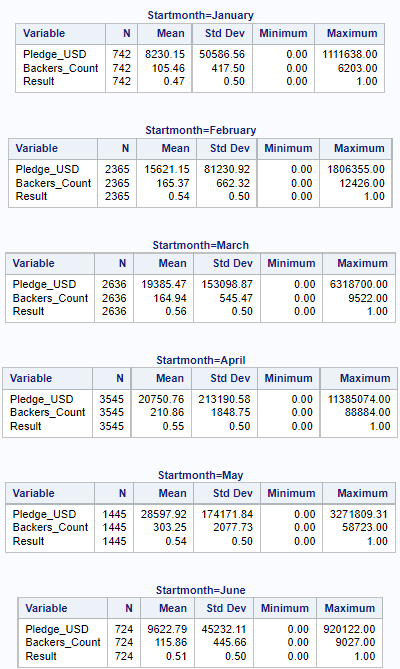 Startmonth=January
Variable N Mean Std Dev Minimum Maximum
Pledge_USD 742 8230.15 50586.56 0.00 1111638.00
Backers_Count 742 105.46 417.50 0.00 6203.00
Result 742 0.47 0.50 0.00 1.00
Startmonth=February
Variable N Mean Std Dev Minimum Maximum
Pledge_USD 2365 15621.15 81230.92 0.00 1806355.00
Backers_Count 2365 165.37 662.32 0.00 12426.00
Result 2365 0.54 0.50 0.00 1.00
Startmonth=March
Variable N Mean Std Dev Minimum Maximum
Pledge_USD 2636 19385.47 153098.87 0.00 6318700.00
Backers_Count 2636 164.94 545.47 0.00 9522.00
Result 2636 0.56 0.50 0.00 1.00
Startmonth=April
Variable N Mean Std Dev Minimum Maximum
Pledge_USD 3545 20750.76 213190.58 0.00 11385074.00
Backers_Count 3545 210.86 1848.75 0.00 88884.00
Result 3545 0.55 0.50 0.00 1.00
Startmonth=May
Variable N Mean Std Dev Minimum Maximum
Pledge_USD 1445 28597.92 174171.84 0.00 3271809.31
Backers_Count 1445 303.25 2077.73 0.00 58723.00
Result 1445 0.54 0.50 0.00 1.00
Startmonth=June
Variable N Mean Std Dev Minimum Maximum
Pledge_USD 724 9622.79 45232.11 0.00 920122.00
Backers_Count 724 115.86 445.66 0.00 9027.00
Result 724 0.51 0.50 0.00 1.00